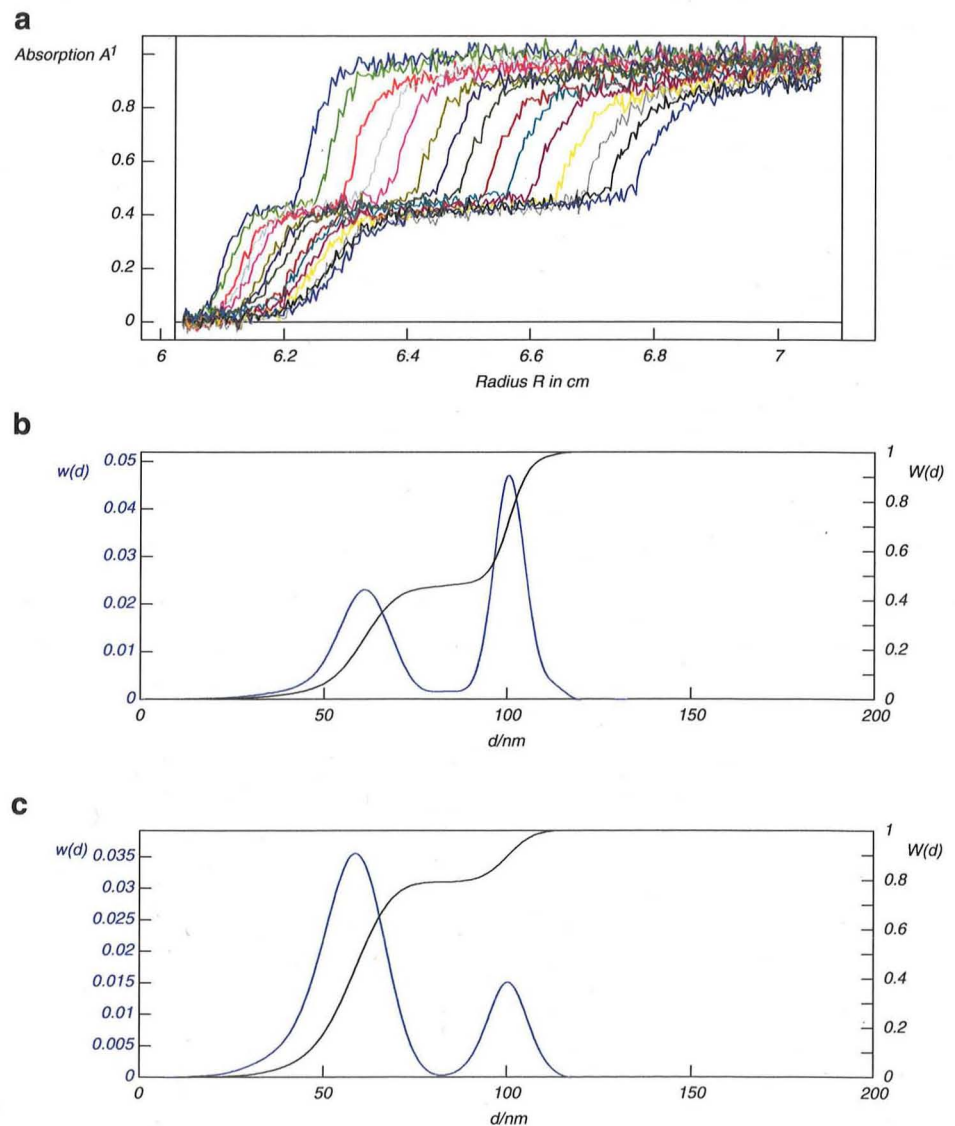 a
Absorption A¹
0.8
0.6
0.4
0.2
0
6 6.2 6.4 6.6 6.8 7
Radius R in cm
b
w(d) 0.05 1 W(d)
0.04 0.8
0.03 0.6
0.02 0.4
0.01 0.2
0 0
0 50 100 150 200
d/nm
c
w(d) 0.035 1 W(d)
0.03 0.8
0.025 0.6
0.02
0.015 0.4
0.01
0.005 0.2
0 0
0 50 100 150 200
d/nm